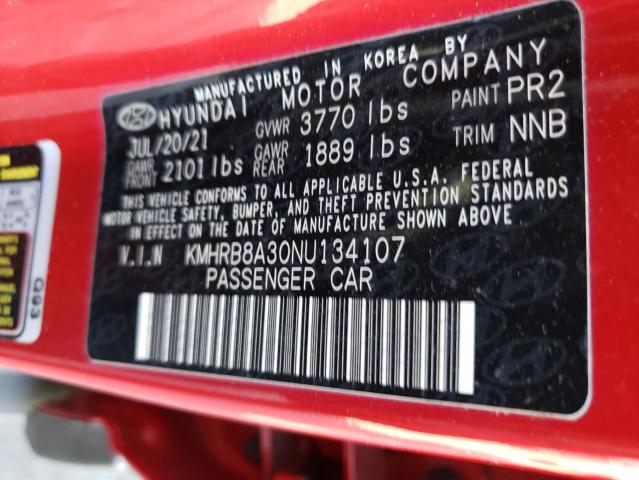 MANUFACTURED IN KOREA BY
HYUNDAI MOTOR COMPANY
JUL/20/21 GVWR 3770 lbs PAINT PR2
GAWR FRONT 2101 lbs GAWR REAR 1889 lbs TRIM NNB
THIS VEHICLE CONFORMS TO ALL APPLICABLE U.S.A. FEDERAL
MOTOR VEHICLE SAFETY, BUMPER, AND THEFT PREVENTION STANDARDS
IN EFFECT ON THE DATE OF MANUFACTURE SHOWN ABOVE
V.I.N KMHRB8A30NU134107
PASSENGER CAR
Q93